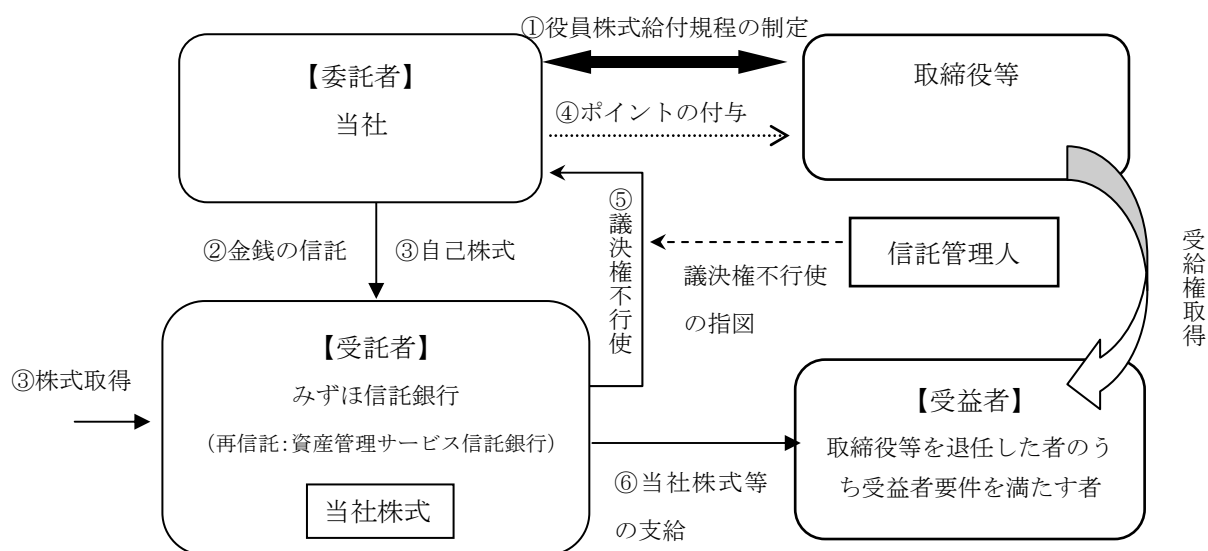 ①役員株式給付規程の制定
【委託者】
当社
取締役等
④ポイントの付与
②金銭の信託
③自己株式
⑤議決権不行使
議決権不行使
の指図
信託管理人
受給権取得
③株式取得
【受託者】
みずほ信託銀行
(再信託:資産管理サービス信託銀行)
当社株式
⑥当社株式等
の支給
【受益者】
取締役等を退任した者のう
ち受益者要件を満たす者